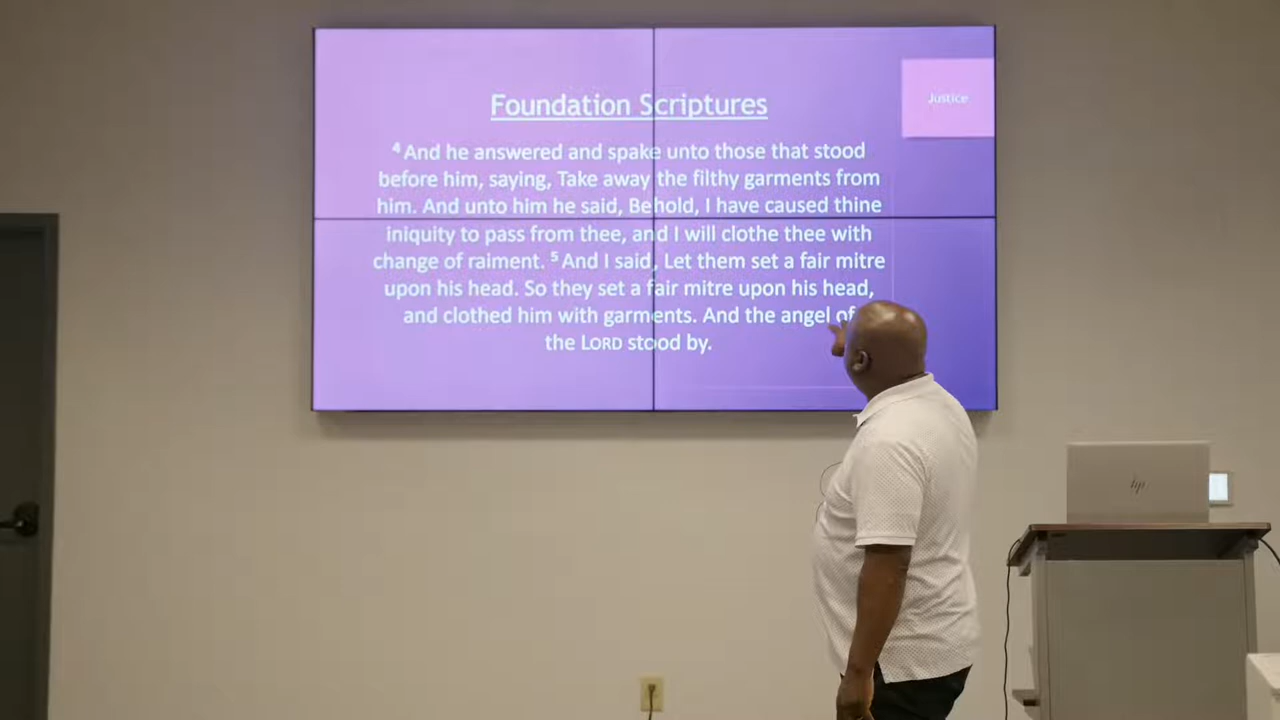 Foundation Scriptures
Justice
⁴ And he answered and spake unto those that stood
before him, saying, Take away the filthy garments from
him. And unto him he said, Behold, I have caused thine
iniquity to pass from thee, and I will clothe thee with
change of raiment. ⁵ And I said, Let them set a fair mitre
upon his head. So they set a fair mitre upon his head,
and clothed him with garments. And the angel of
the LORD stood by.
hp